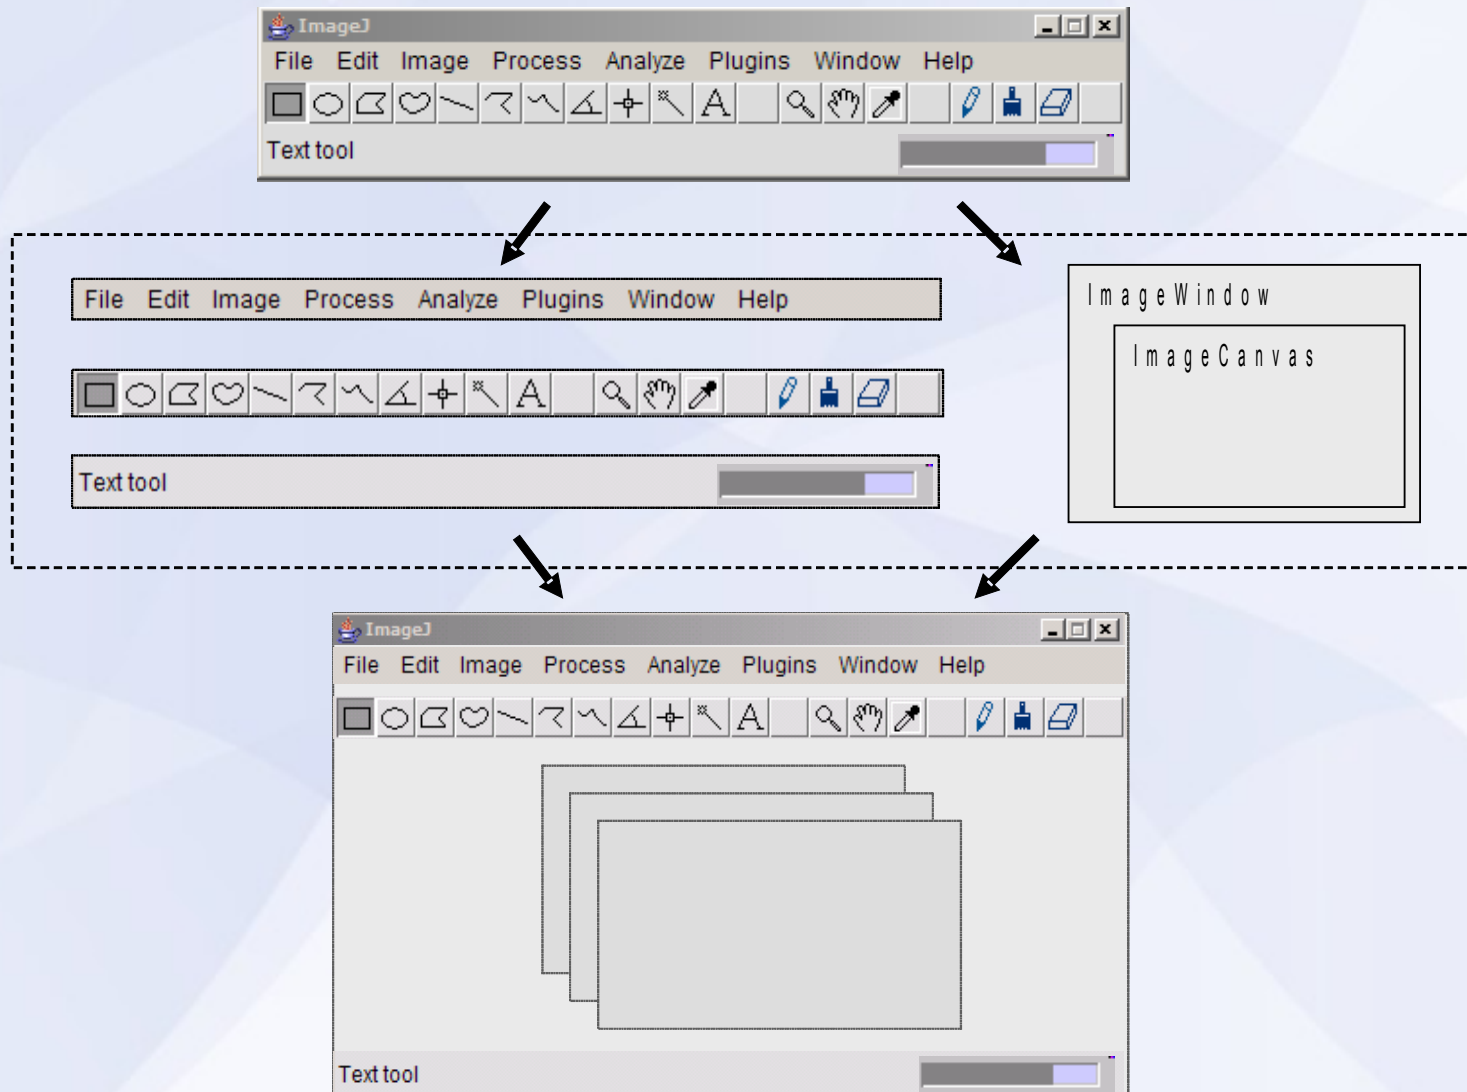 ImageJ
File Edit Image Process Analyze Plugins Window Help
A
Text tool
File Edit Image Process Analyze Plugins Window Help
A
Text tool
ImageWindow
ImageCanvas
ImageJ
File Edit Image Process Analyze Plugins Window Help
A
Text tool